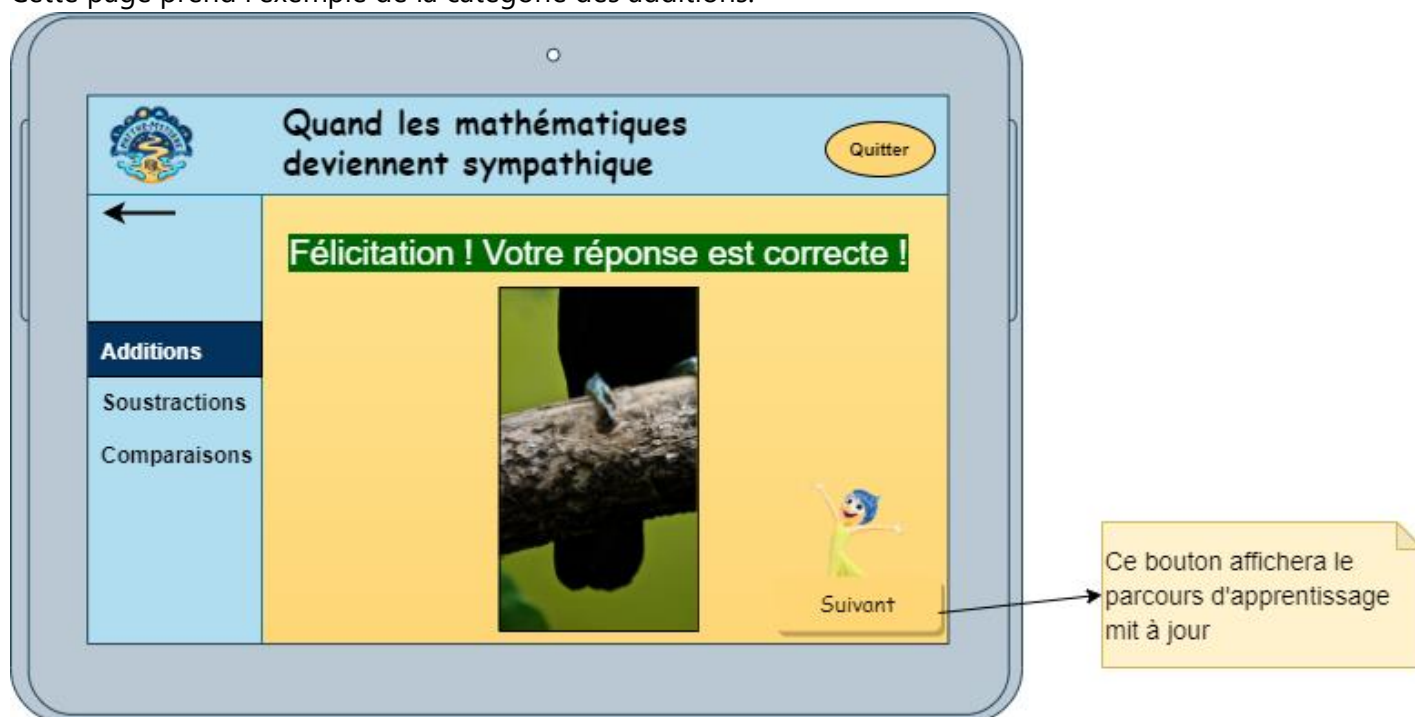 Cette page prend l'exemple de la catégorie des additions.
Quand les mathématiques
deviennent sympathique
Quitter
Félicitation ! Votre réponse est correcte !
Additions
Soustractions
Comparaisons
Suivant
Ce bouton affichera le
parcours d'apprentissage
mit à jour